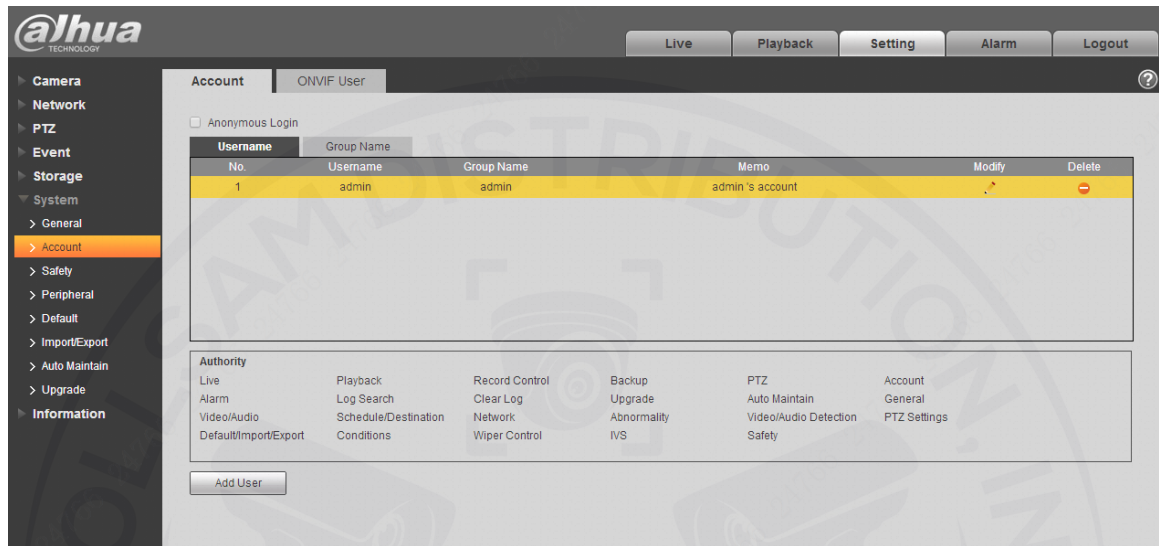 alhua
TECHNOLOGY
Live Playback Setting Alarm Logout
Camera
Network
PTZ
Event
Storage
System
General
Account
Safety
Peripheral
Default
Import/Export
Auto Maintain
Upgrade
Information
Account ONVIF User
?
Anonymous Login
Username Group Name
No. Username Group Name Memo Modify Delete
1 admin admin admin 's account
Authority
Live Playback Record Control Backup PTZ Account
Alarm Log Search Clear Log Upgrade Auto Maintain General
Video/Audio Schedule/Destination Network Abnormality Video/Audio Detection PTZ Settings
Default/Import/Export Conditions Wiper Control IVS Safety
Add User